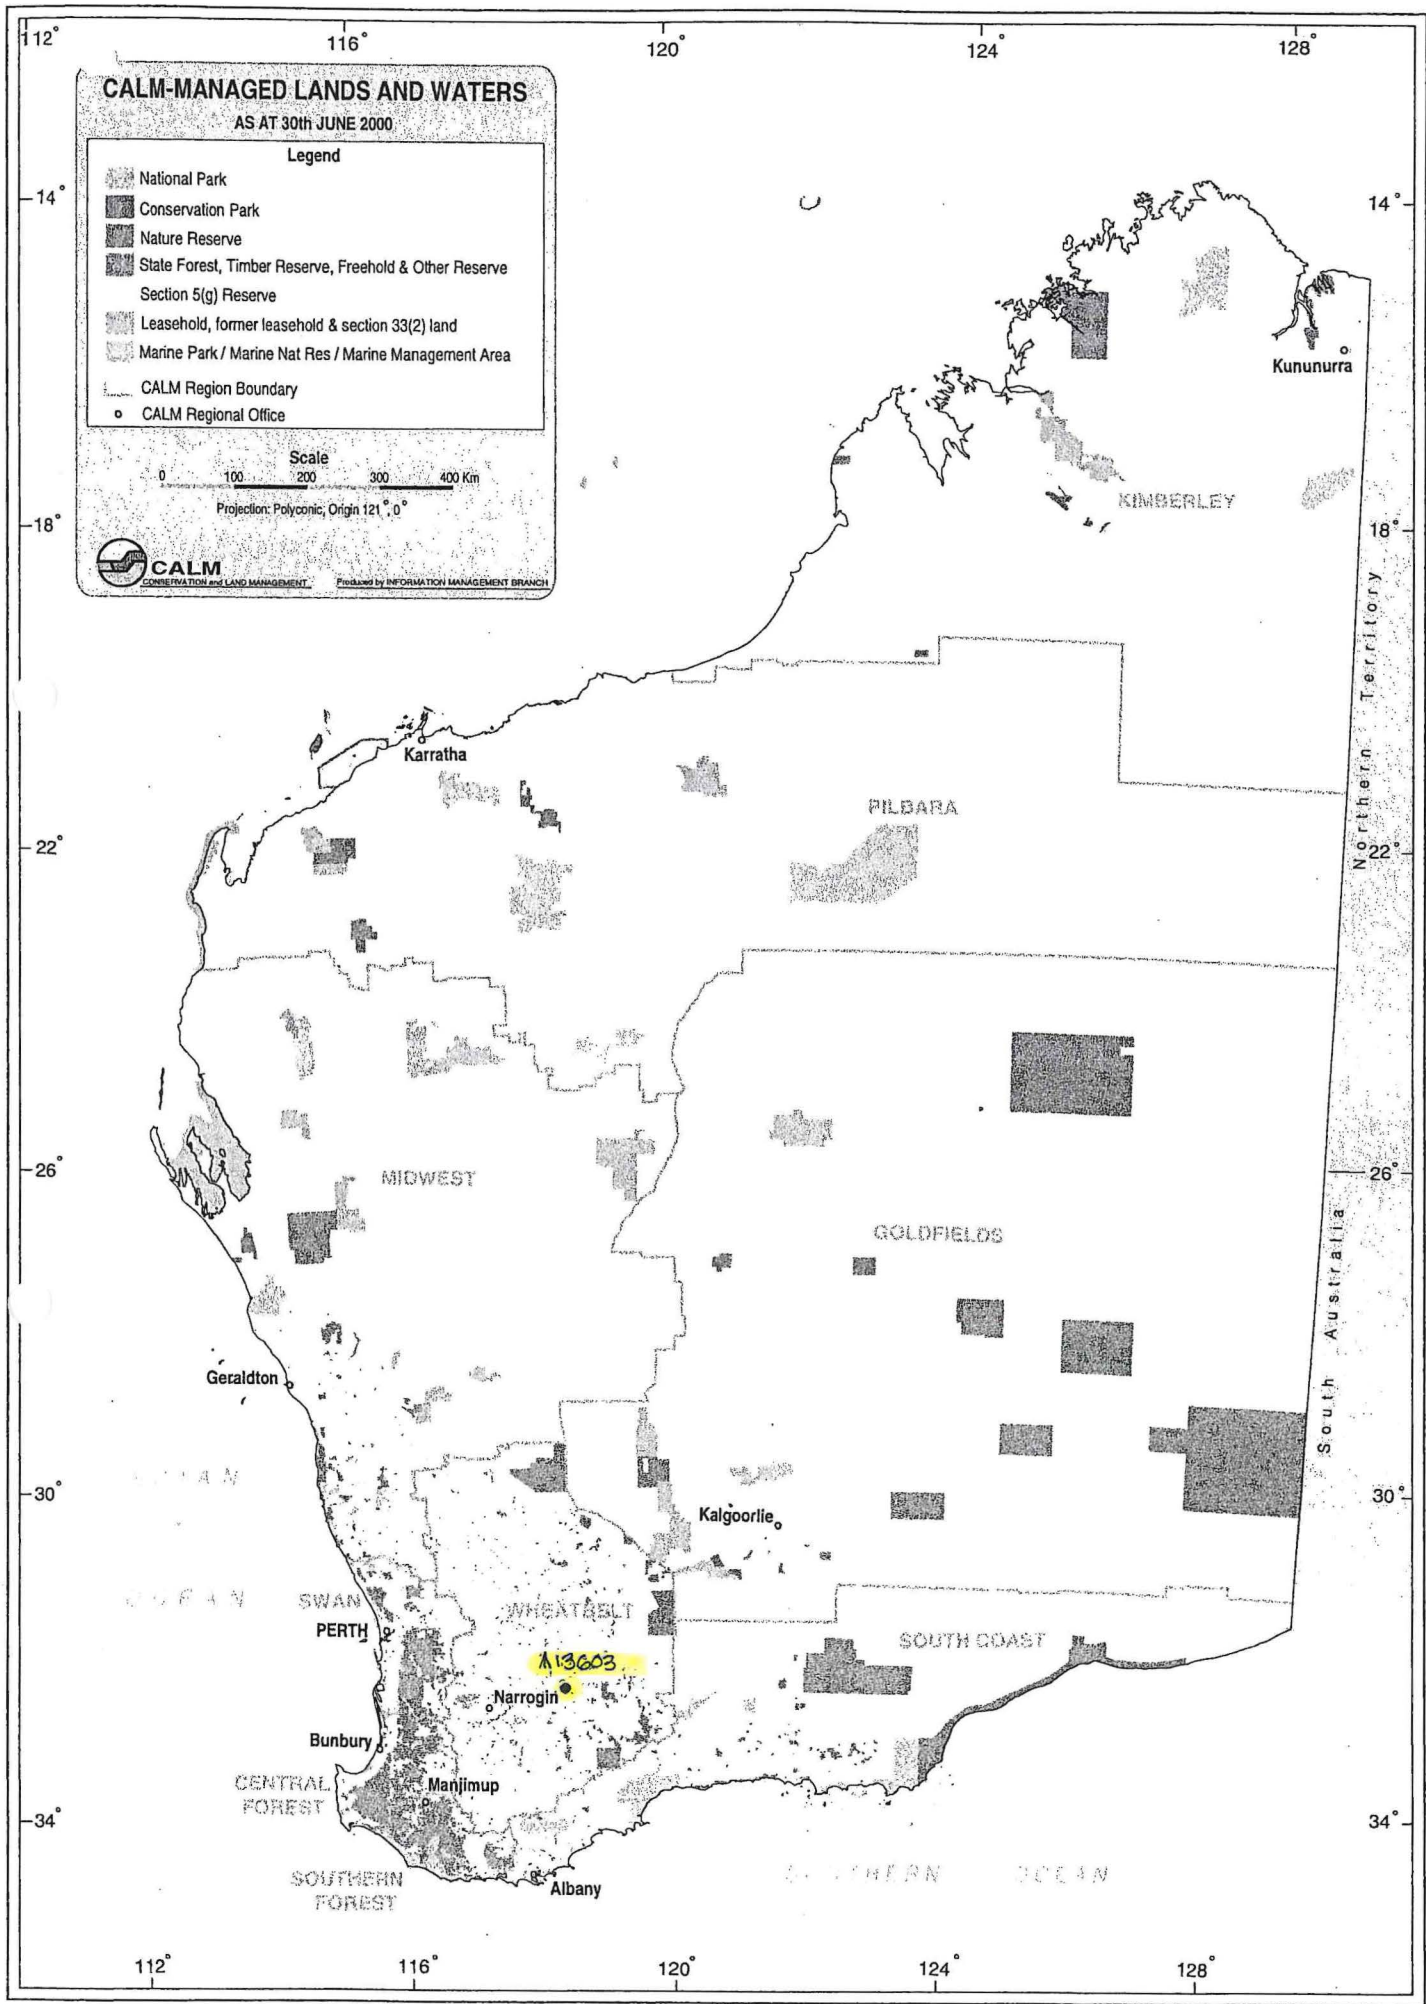 112°
116°
120°
124°
128°
CALM-MANAGED LANDS AND WATERS
AS AT 30th JUNE 2000
Legend
National Park
Conservation Park
Nature Reserve
State Forest, Timber Reserve, Freehold & Other Reserve
Section 5(g) Reserve
Leasehold, former leasehold & section 33(2) land
Marine Park / Marine Nat Res / Marine Management Area
CALM Region Boundary
CALM Regional Office
Scale
0 100 200 300 400 Km
Projection: Polyconic, Origin 121°, 0°
CALM
CONSERVATION and LAND MANAGEMENT
Produced by INFORMATION MANAGEMENT BRANCH
14°
14°
Kununurra
KIMBERLEY
18°
18°
Northern Territory
Karratha
PILBARA
22°
22°
MIDWEST
26°
26°
GOLDFIELDS
South Australia
Geraldton
30°
30°
Kalgoorlie
SWAN
WHEATBELT
PERTH
SOUTH COAST
13603
Narrogin
Bunbury
CENTRAL
FOREST
Manjimup
34°
34°
SOUTHERN
FOREST
Albany
OCEAN
112°
116°
120°
124°
128°